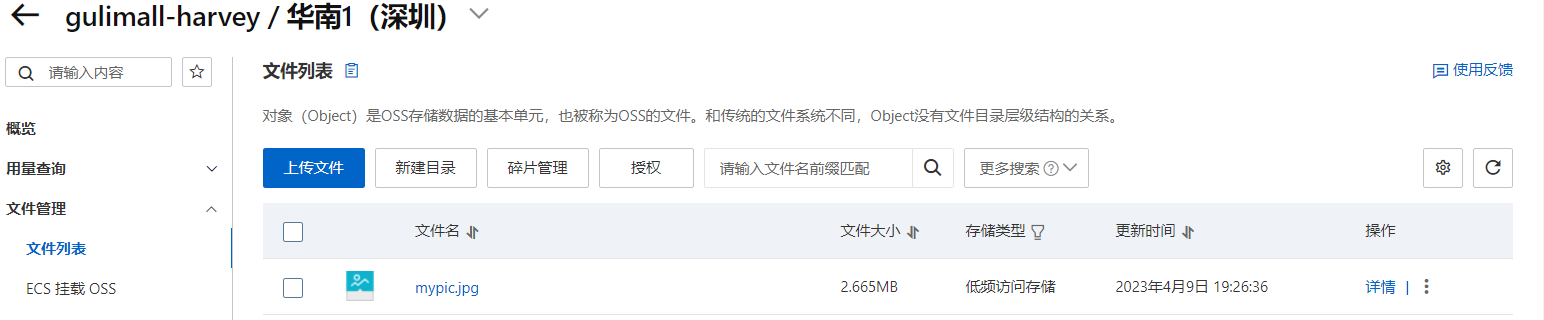 gulimall-harvey / 华南1（深圳）
请输入内容
概览
用量查询
文件管理
文件列表
ECS 挂载 OSS
文件列表
使用反馈
对象（Object）是OSS存储数据的基本单元，也被称为OSS的文件。和传统的文件系统不同，Object没有文件目录层级结构的关系。
上传文件 新建目录 碎片管理 授权 请输入文件名前缀匹配 更多搜索
文件名 文件大小 存储类型 更新时间 操作
mypic.jpg 2.665MB 低频访问存储 2023年4月9日 19:26:36 详情 |